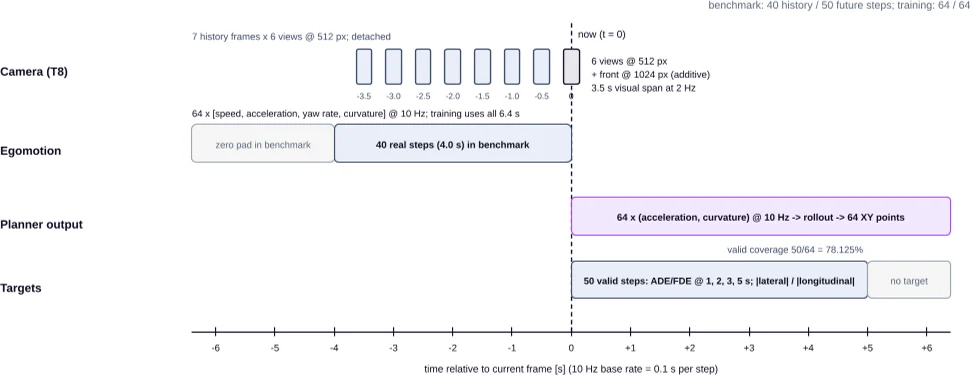 benchmark: 40 history / 50 future steps; training: 64 / 64
7 history frames x 6 views @ 512 px; detached
now (t = 0)
Camera (T8)
6 views @ 512 px
+ front @ 1024 px (additive)
3.5 s visual span at 2 Hz
-3.5 -3.0 -2.5 -2.0 -1.5 -1.0 -0.5 0
64 x [speed, acceleration, yaw rate, curvature] @ 10 Hz; training uses all 6.4 s
Egomotion
zero pad in benchmark
40 real steps (4.0 s) in benchmark
Planner output
64 x (acceleration, curvature) @ 10 Hz -> rollout -> 64 XY points
valid coverage 50/64 = 78.125%
Targets
50 valid steps: ADE/FDE @ 1, 2, 3, 5 s; |lateral| / |longitudinal|
no target
-6 -5 -4 -3 -2 -1 0 +1 +2 +3 +4 +5 +6
time relative to current frame [s] (10 Hz base rate = 0.1 s per step)